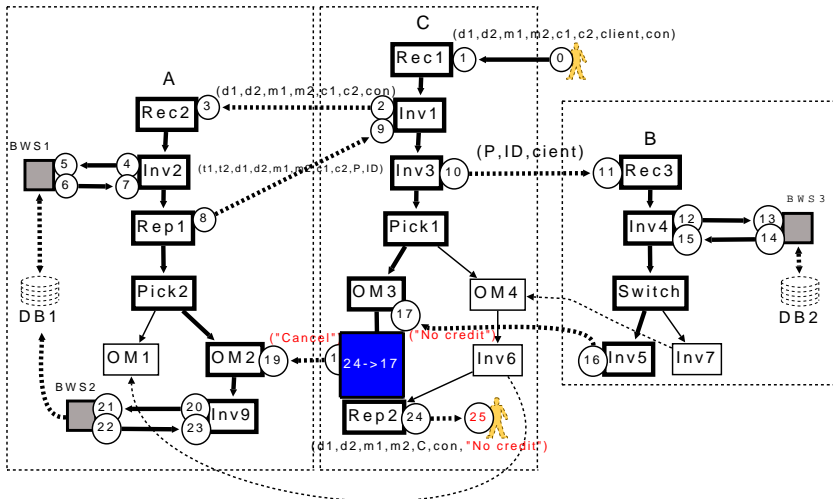 C
(d1,d2,m1,m2,c1,c2,client,con)
Rec1
1
0
A
(d1,d2,m1,m2,c1,c2,con)
Rec2
3
2
Inv1
9
B
BWS1
5
4
6
7
Inv2
(t1,t2,d1,d2,m1,m2,c1,c2,P,ID)
Inv3
10
(P,ID,cient)
11
Rec3
BWS3
Rep1
8
Pick1
Inv4
12
13
15
14
Pick2
OM3
OM4
Switch
DB1
DB2
17
("Cancel")
("No credit")
OM1
OM2
19
1
24->17
Inv6
16
Inv5
Inv7
BWS2
21
20
22
23
Inv9
Rep2
24
25
(d1,d2,m1,m2,C,con,"No credit")